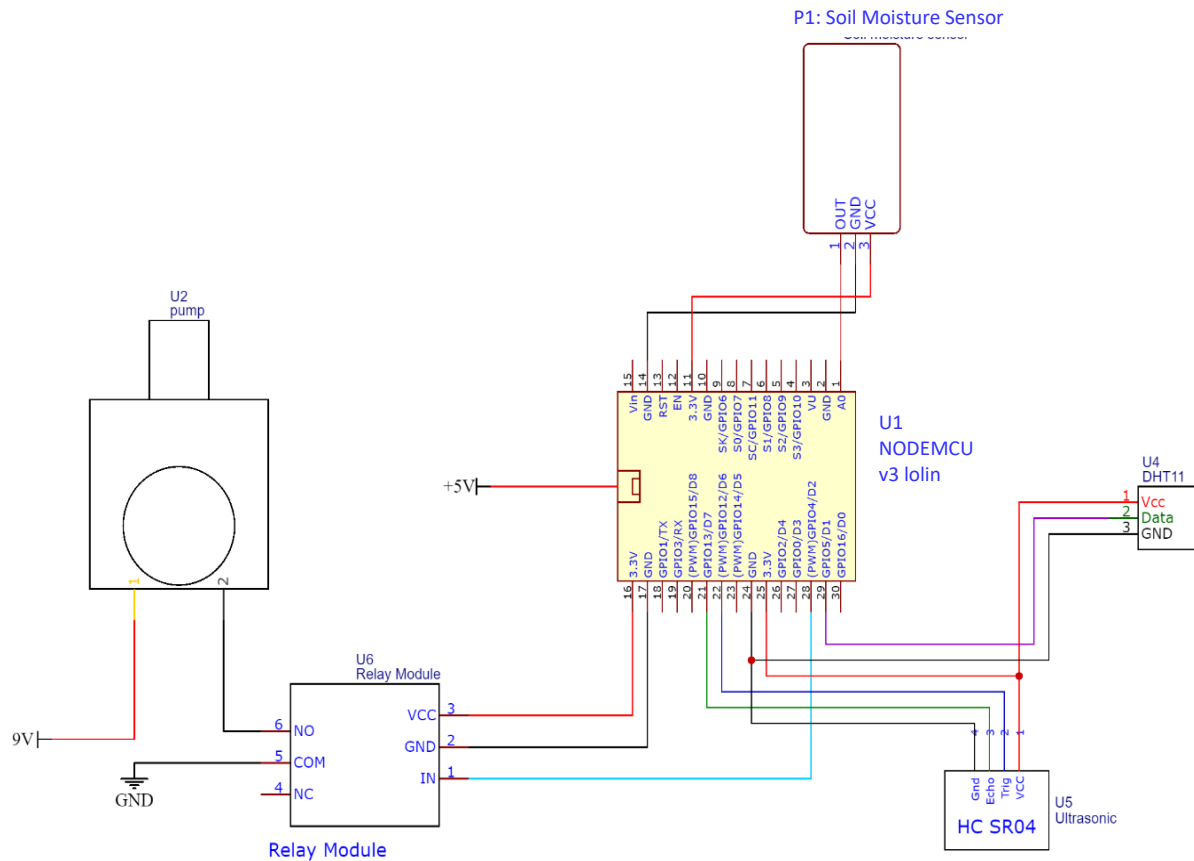 P1: Soil Moisture Sensor
Soil moisture sensor
OUT
GND
VCC
1
2
3
U2
pump
1
2
15
14
13
12
11
10
9
8
7
6
5
4
3
2
1
Vin
GND
RST
EN
3.3V
GND
SK/GPIO6
S0/GPIO7
SC/GPIO11
S1/GPIO8
S2/GPIO9
S3/GPIO10
VU
GND
A0
U1
NODEMCU
v3 lolin
+5V
3.3V
GND
GPIO1/TX
GPIO3/RX
(PWM)GPIO15/D8
GPIO13/D7
(PWM)GPIO12/D6
(PWM)GPIO14/D5
GND
3.3V
GPIO2/D4
GPIO0/D3
(PWM)GPIO4/D2
GPIO5/D1
GPIO16/D0
16
17
18
19
20
21
22
23
24
25
26
27
28
29
30
U4
DHT11
1 Vcc
2 Data
3 GND
U6
Relay Module
VCC 3
GND 2
IN 1
6 NO
5 COM
4 NC
9V
GND
Relay Module
4
3
2
1
Gnd
Echo
Trig
VCC
HC SR04
U5
Ultrasonic